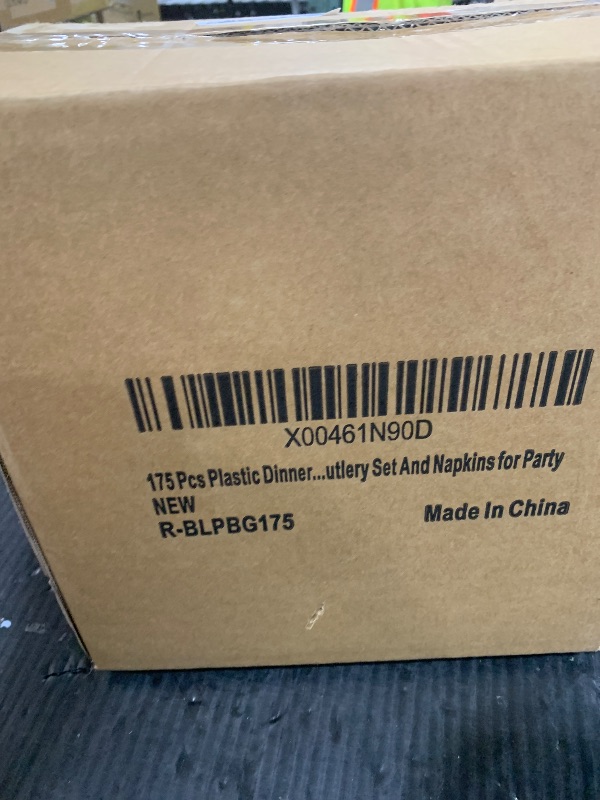 X00461N90D
175 Pcs Plastic Dinner...utlery Set And Napkins for Party
NEW
R-BLPBG175 Made In China